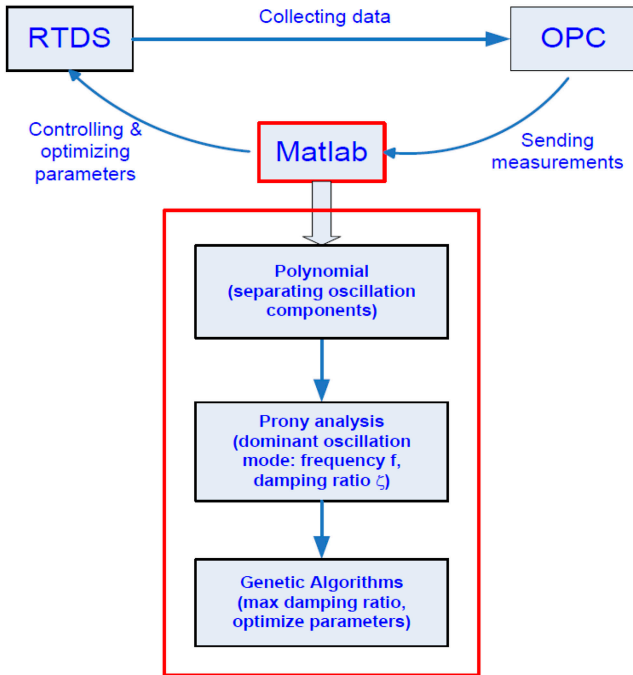 RTDS
Collecting data
OPC
Controlling &
optimizing
parameters
Matlab
Sending
measurements
Polynomial
(separating oscillation
components)
Prony analysis
(dominant oscillation
mode: frequency f,
damping ratio ζ)
Genetic Algorithms
(max damping ratio,
optimize parameters)